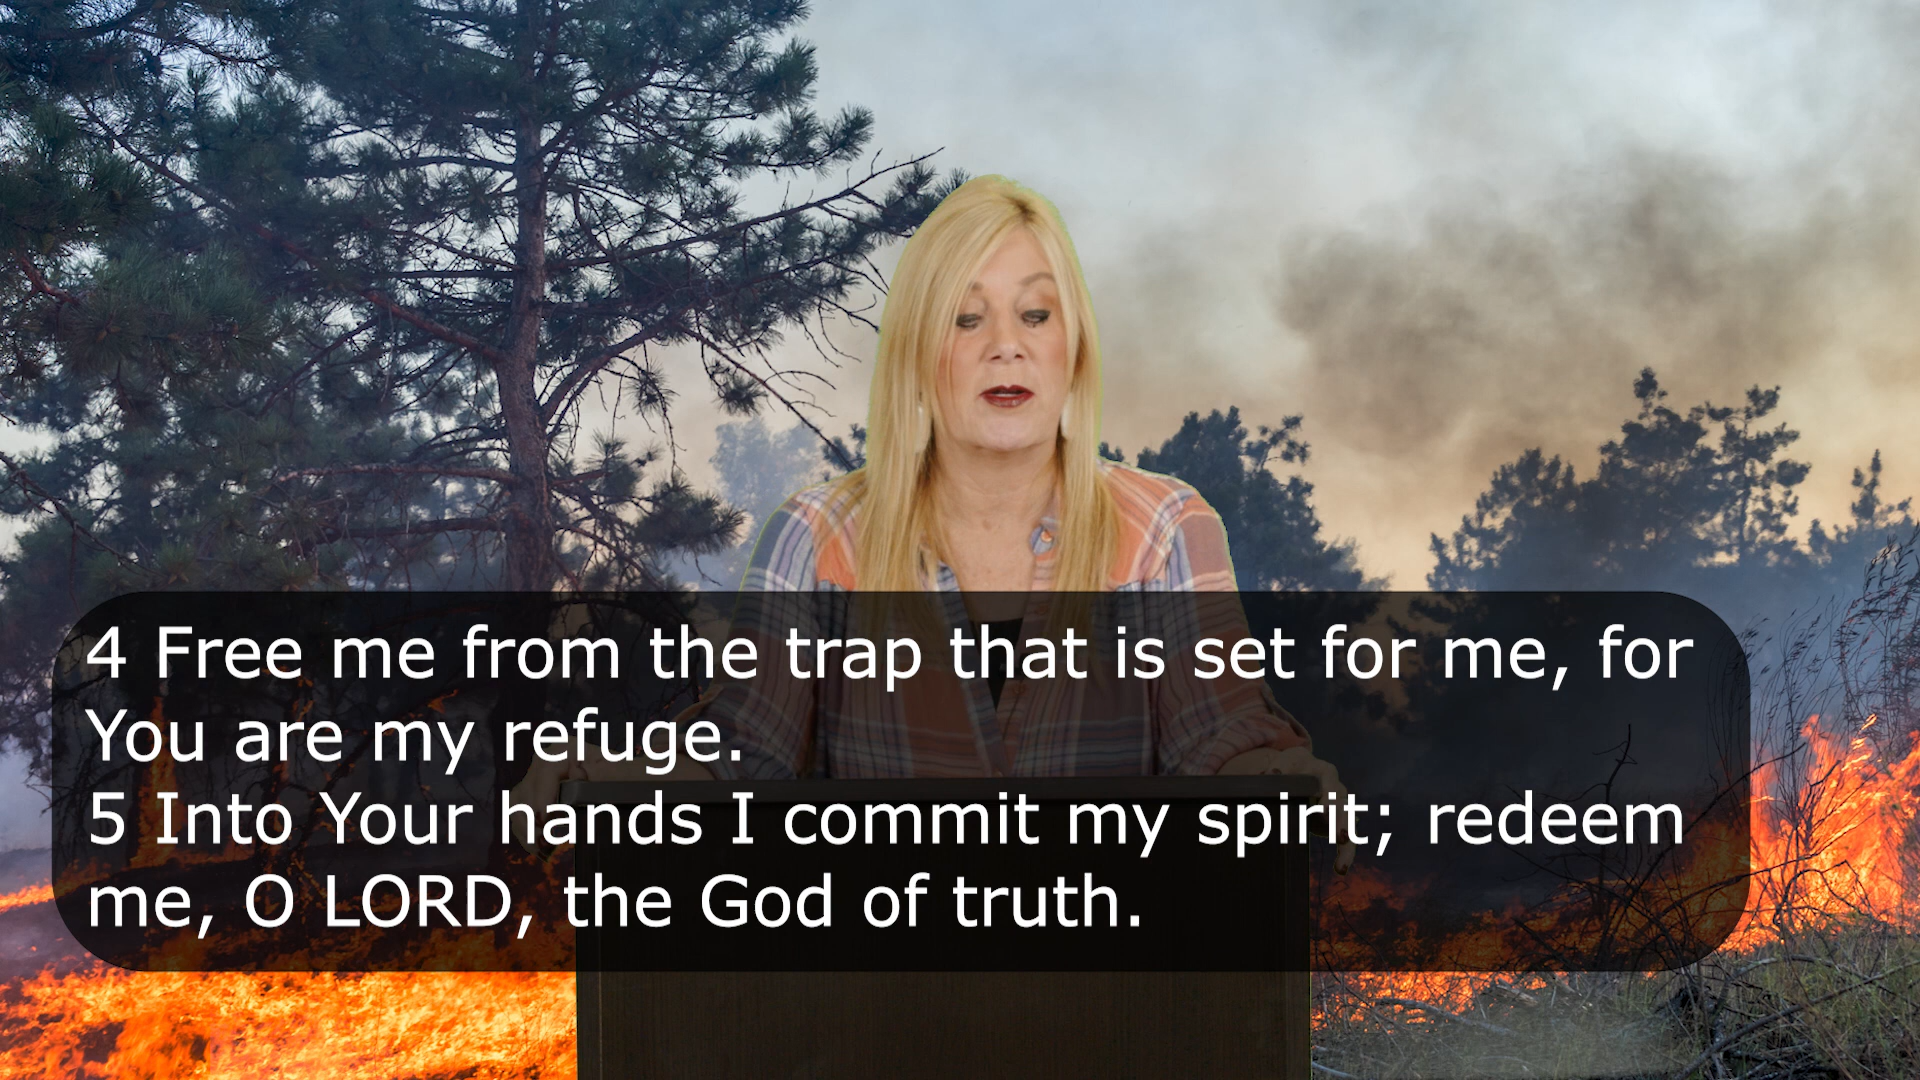 4 Free me from the trap that is set for me, for
You are my refuge.
5 Into Your hands I commit my spirit; redeem
me, O LORD, the God of truth.